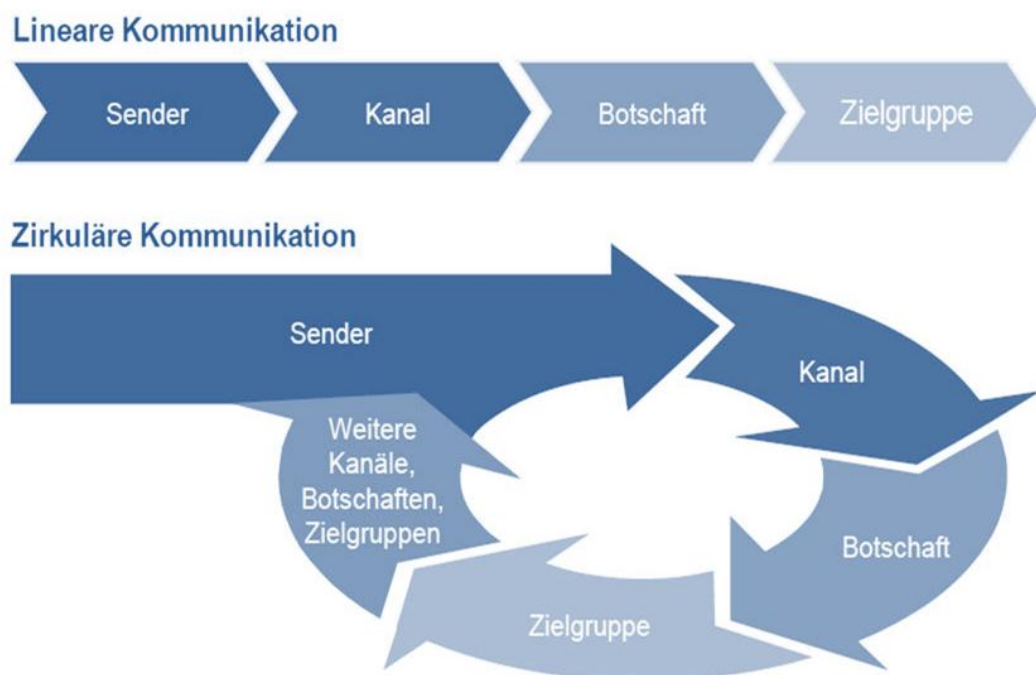 Lineare Kommunikation
Sender
Kanal
Botschaft
Zielgruppe
Zirkuläre Kommunikation
Sender
Kanal
Botschaft
Zielgruppe
Weitere
Kanäle,
Botschaften,
Zielgruppen